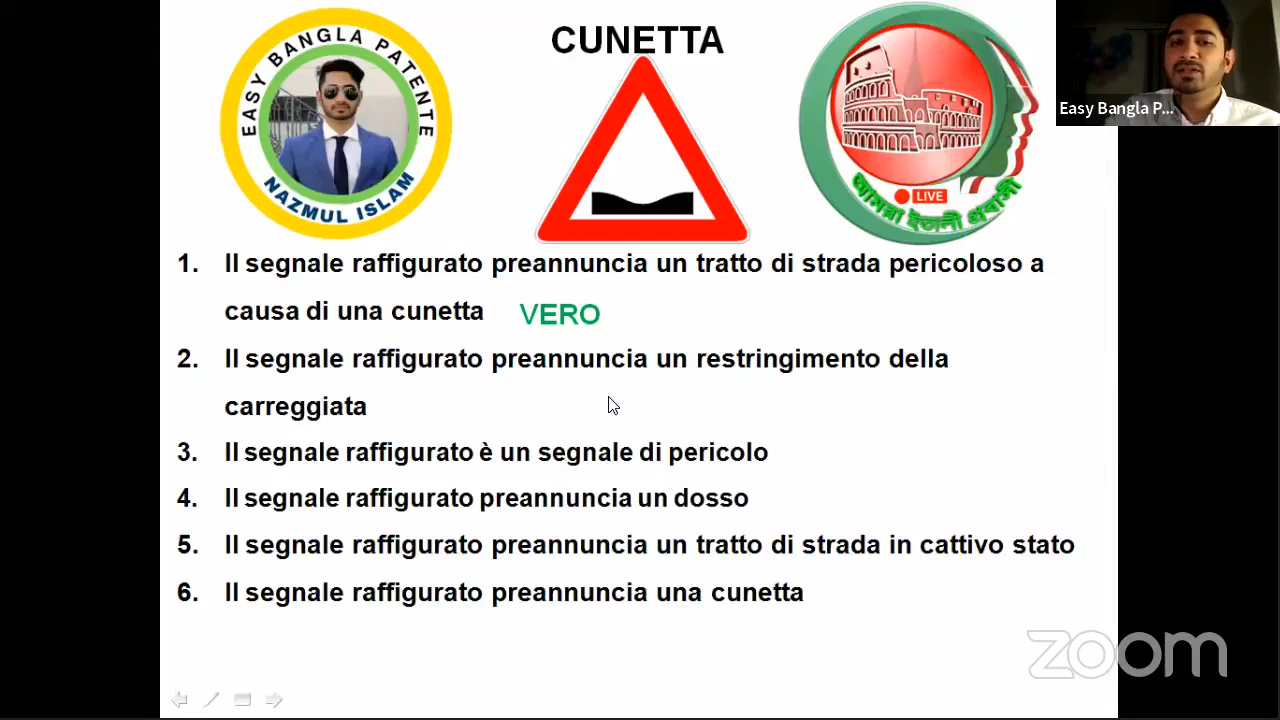 EASY BANGLA PATENTE
NAZMUL ISLAM
CUNETTA
LIVE
আমরা ইতালী প্রবাসী
Easy Bangla P...
1. Il segnale raffigurato preannuncia un tratto di strada pericoloso a
causa di una cunetta VERO
2. Il segnale raffigurato preannuncia un restringimento della
carreggiata
3. Il segnale raffigurato è un segnale di pericolo
4. Il segnale raffigurato preannuncia un dosso
5. Il segnale raffigurato preannuncia un tratto di strada in cattivo stato
6. Il segnale raffigurato preannuncia una cunetta
zoom